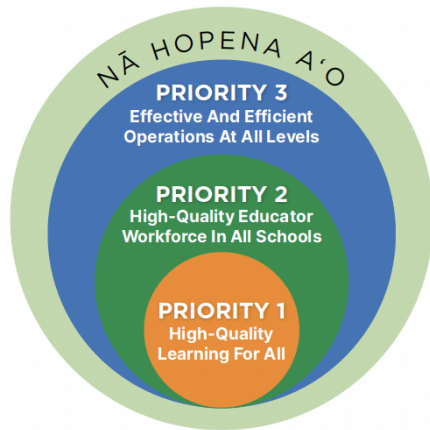 NĀ HOPENA AʻO
PRIORITY 3
Effective And Efficient
Operations At All Levels
PRIORITY 2
High-Quality Educator
Workforce In All Schools
PRIORITY 1
High-Quality
Learning For All